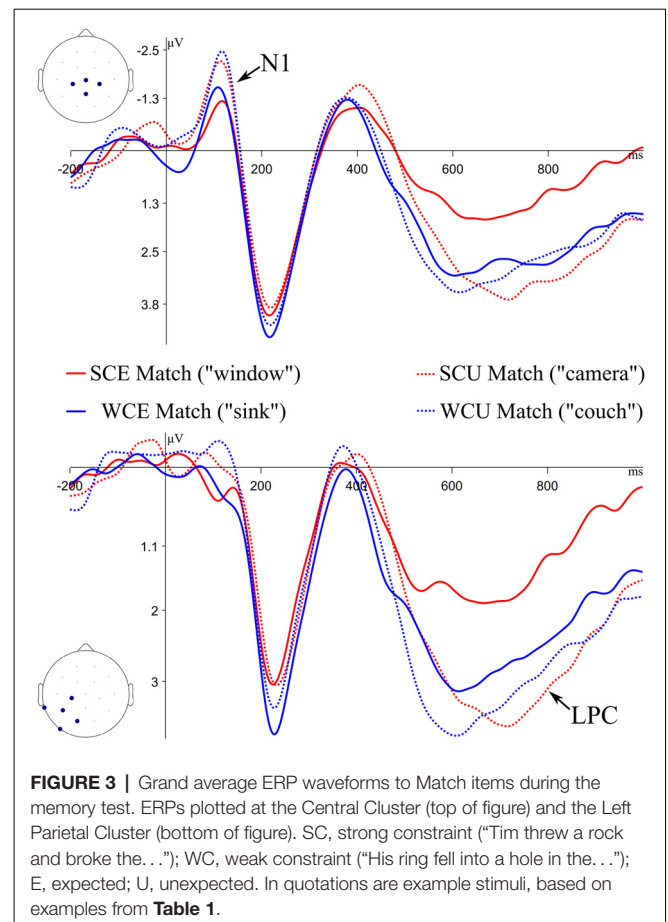 μV
-2.5
N1
-1.3
-200 200 400 600 800 ms
1.3
2.5
3.8
SCE Match ("window") SCU Match ("camera")
WCE Match ("sink") WCU Match ("couch")
μV
-200 200 400 600 800 ms
1.1
2
3
LPC
FIGURE 3 | Grand average ERP waveforms to Match items during the
memory test. ERPs plotted at the Central Cluster (top of figure) and the Left
Parietal Cluster (bottom of figure). SC, strong constraint (“Tim threw a rock
and broke the. . .”); WC, weak constraint (“His ring fell into a hole in the. . .”);
E, expected; U, unexpected. In quotations are example stimuli, based on
examples from Table 1.